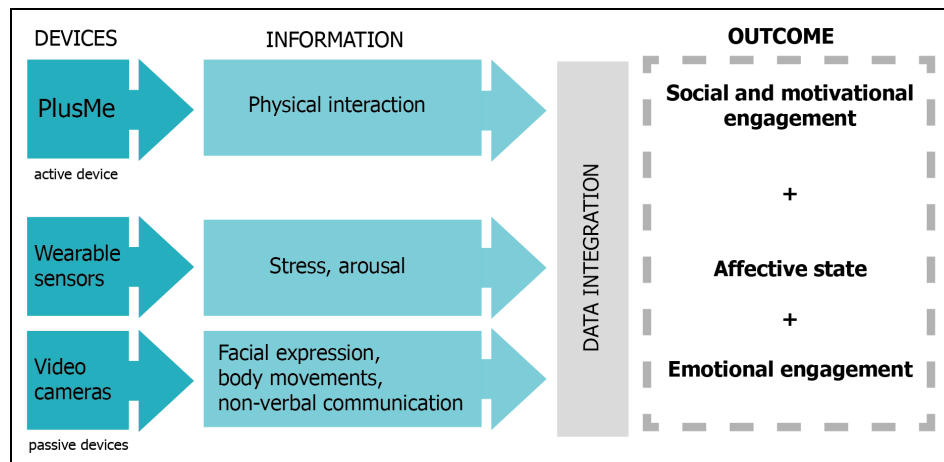 DEVICES
INFORMATION
OUTCOME
PlusMe
active device
Physical interaction
Wearable
sensors
Stress, arousal
Video
cameras
passive devices
Facial expression,
body movements,
non-verbal communication
DATA INTEGRATION
Social and motivational
engagement
+
Affective state
+
Emotional engagement